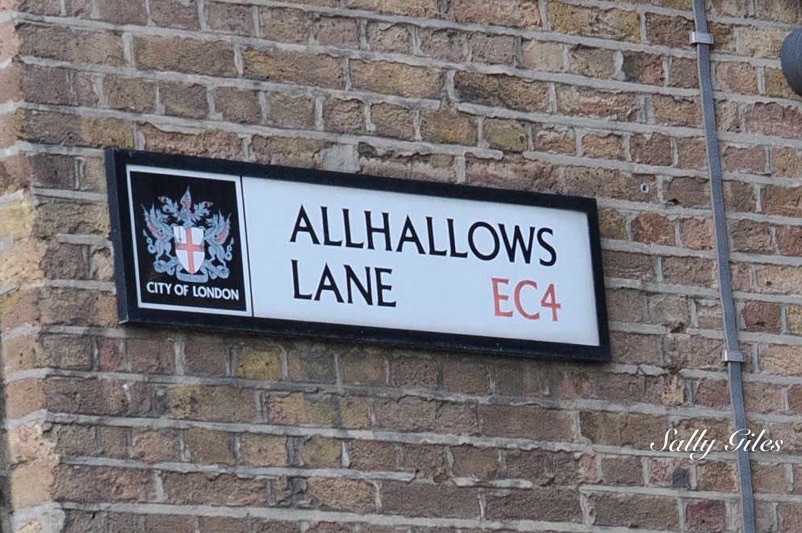 ALLHALLOWS
LANE EC4
CITY OF LONDON
Sally Giles